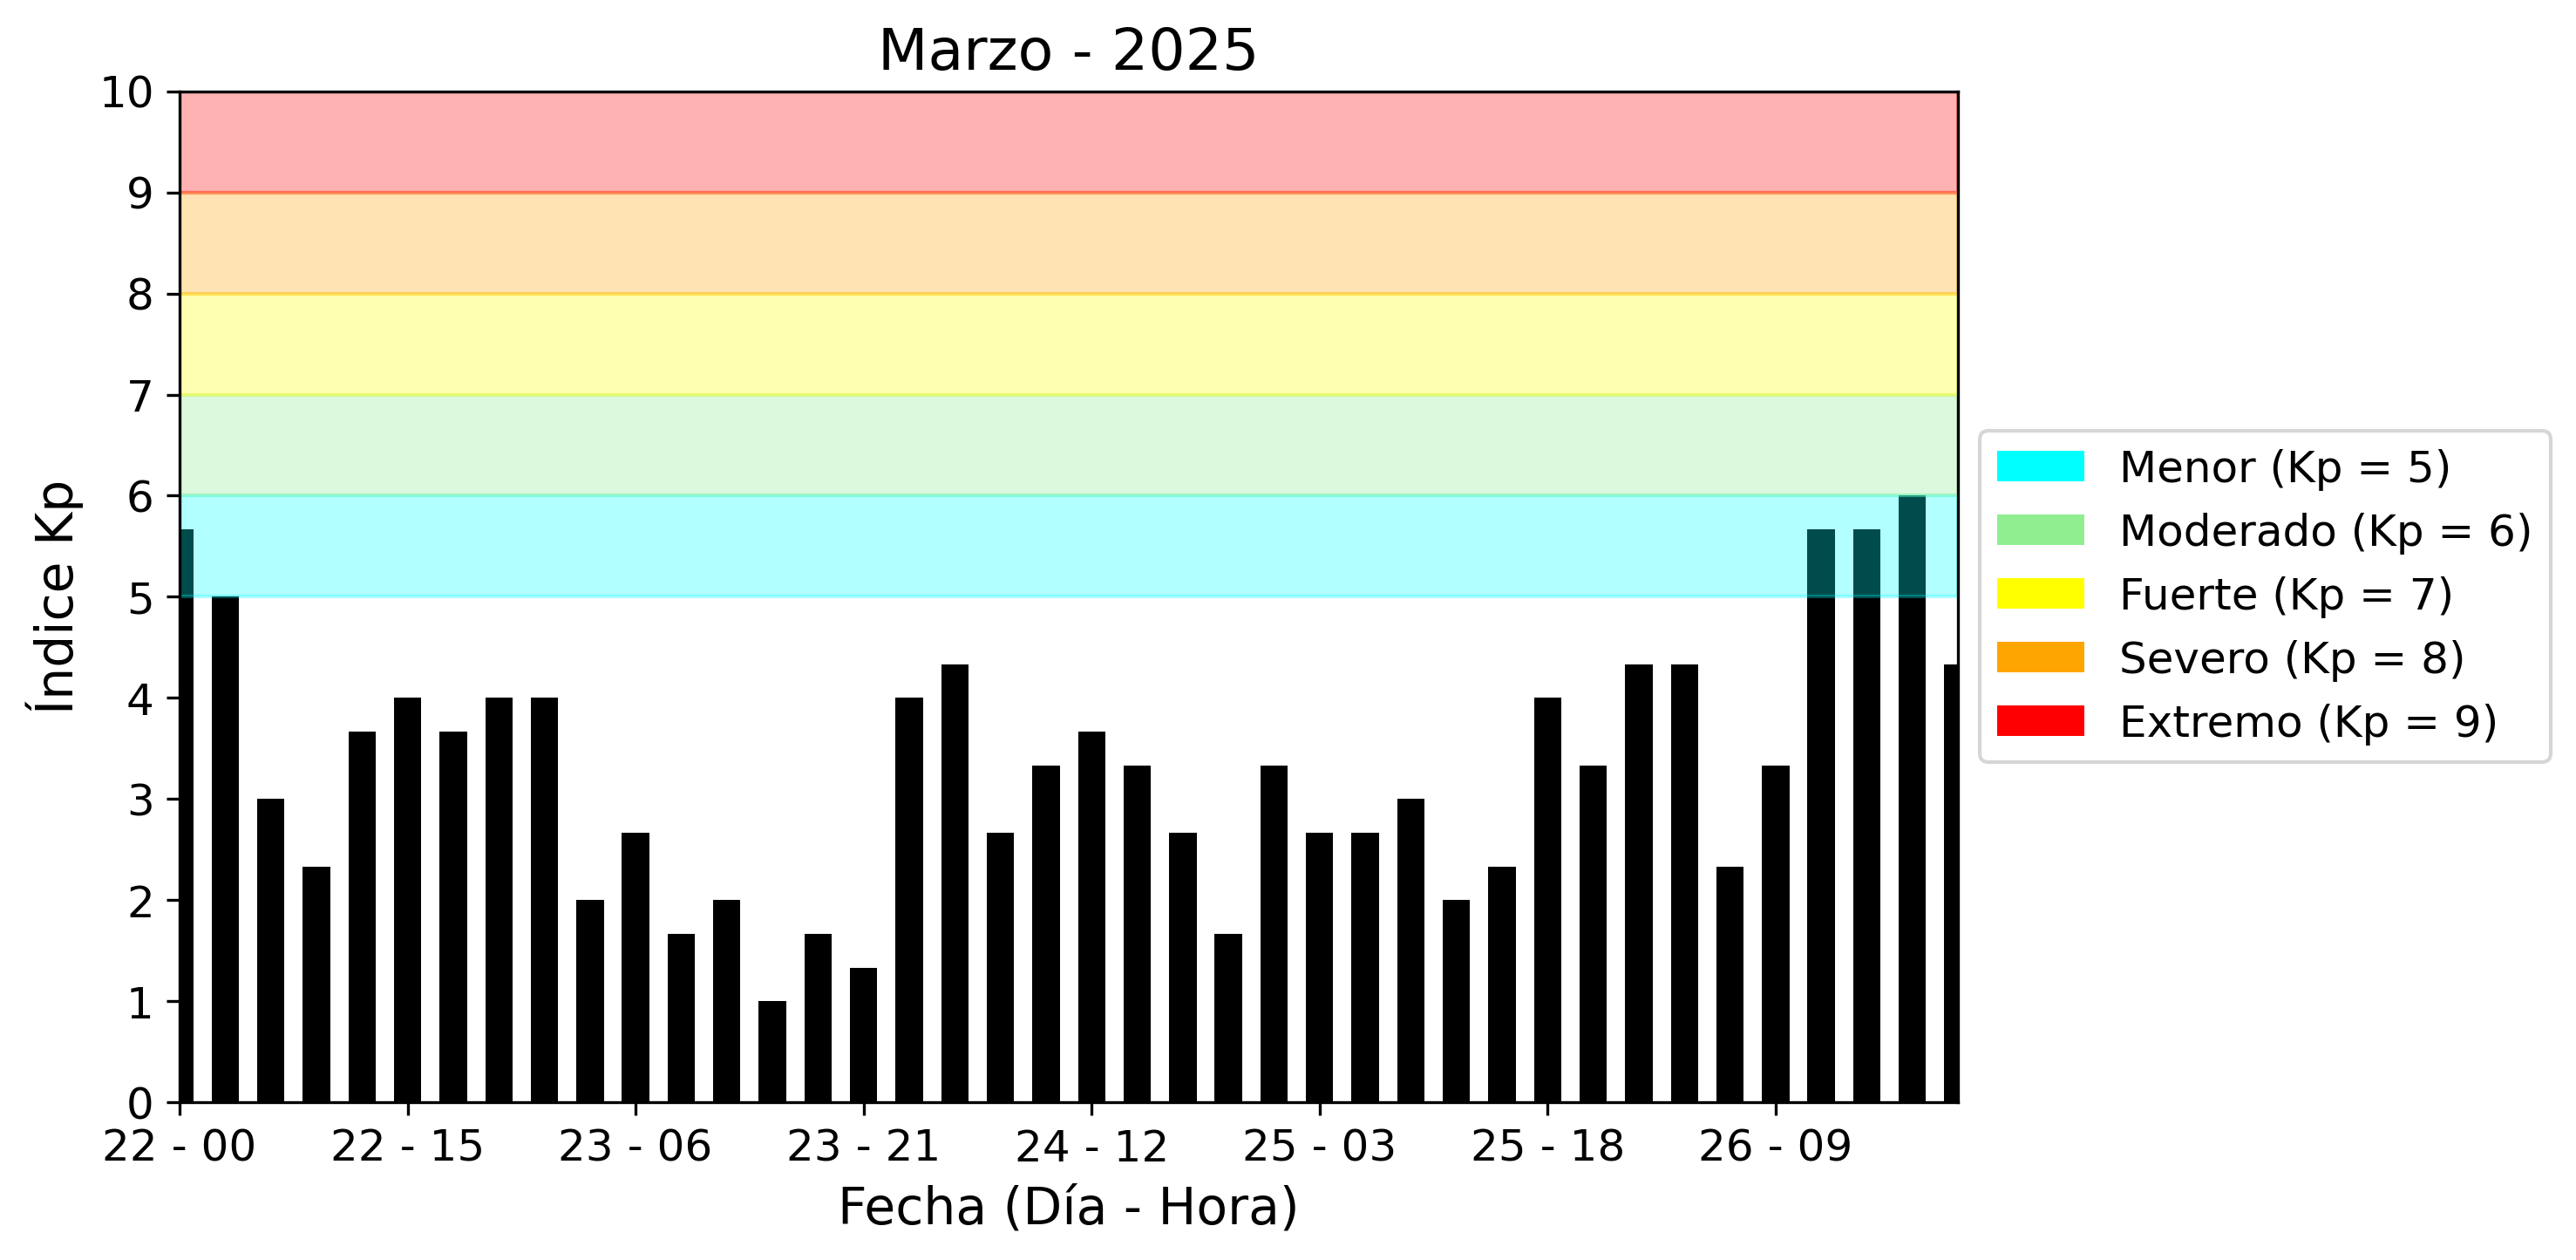 Marzo - 2025
Índice Kp
10
9
8
7
6
5
4
3
2
1
0
22 - 00
22 - 15
23 - 06
23 - 21
24 - 12
25 - 03
25 - 18
26 - 09
Fecha (Día - Hora)
Menor (Kp = 5)
Moderado (Kp = 6)
Fuerte (Kp = 7)
Severo (Kp = 8)
Extremo (Kp = 9)